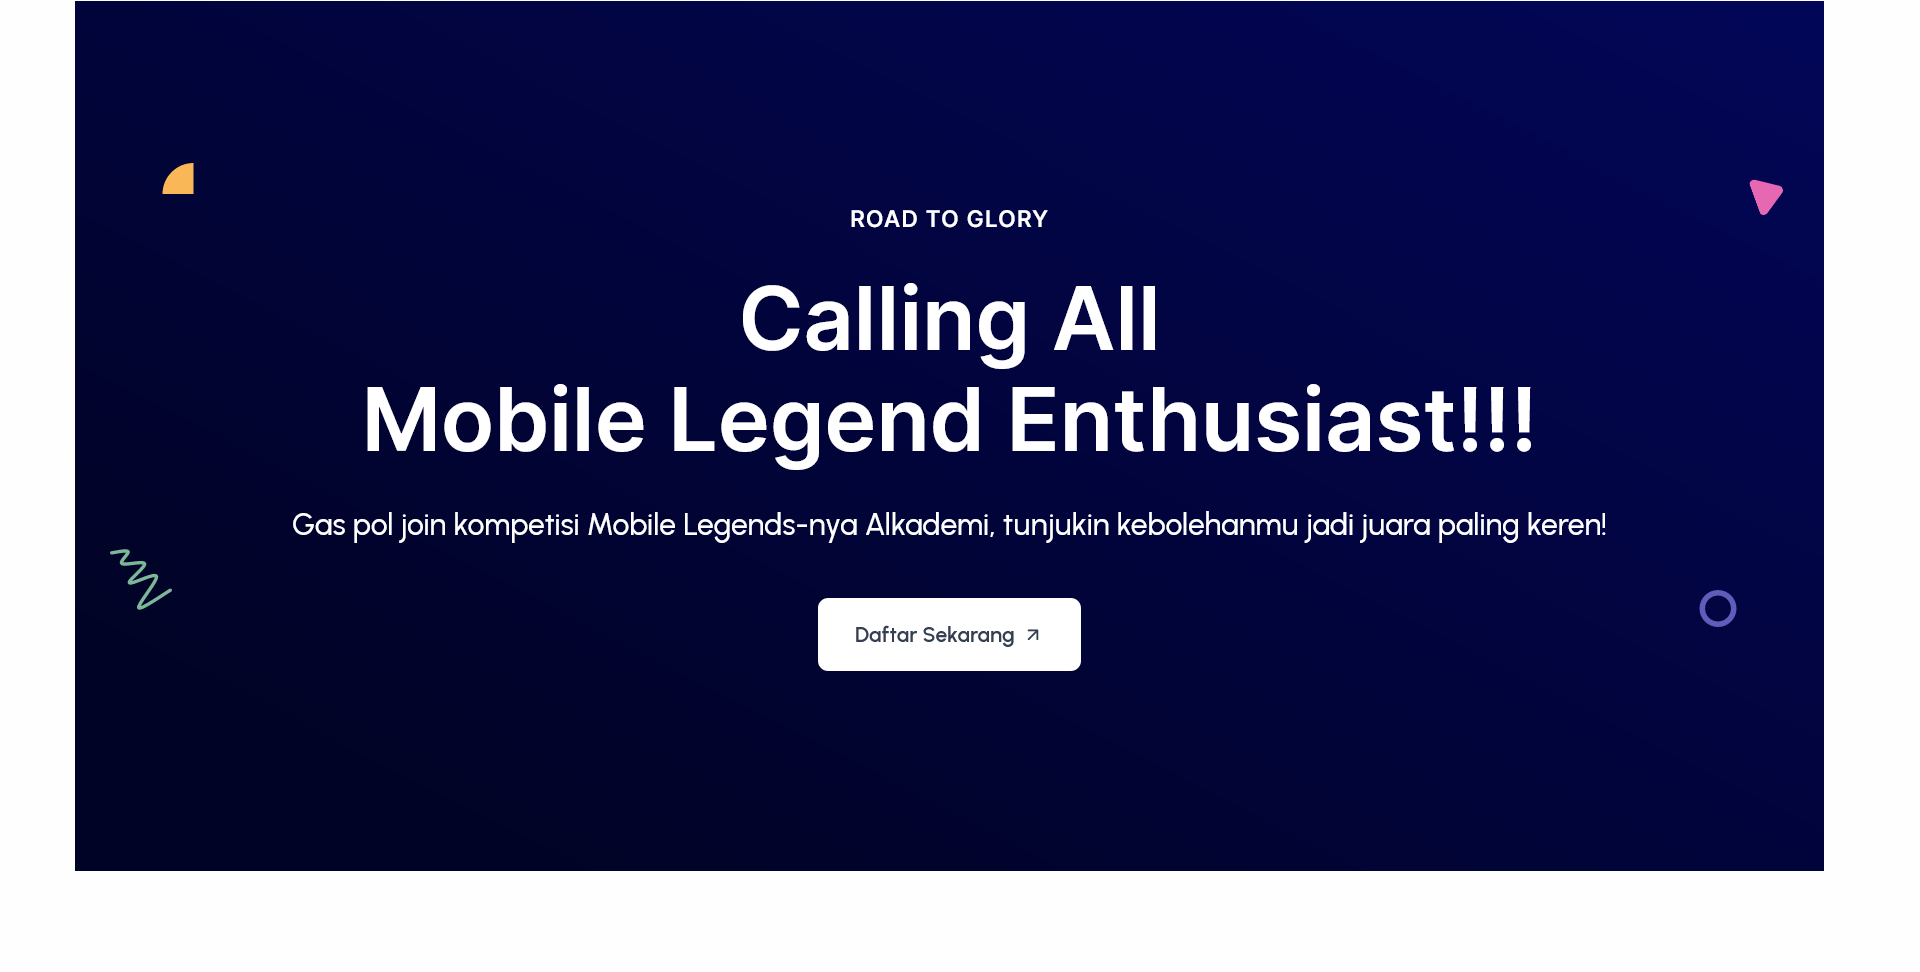 ROAD TO GLORY
Calling All
Mobile Legend Enthusiast!!!
Gas pol join kompetisi Mobile Legends-nya Alkademi, tunjukin kebolehanmu jadi juara paling keren!
Daftar Sekarang